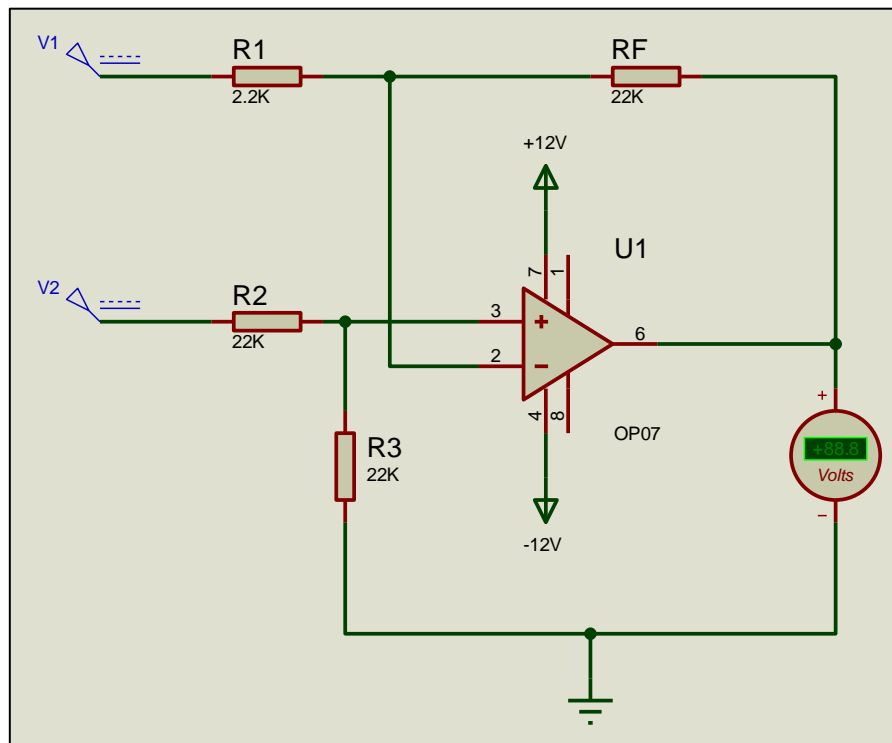 V1
R1
2.2K
RF
22K
+12V
U1
7
1
V2
R2
22K
3
+
6
2
−
4
8
OP07
R3
22K
-12V
+
+88.8
Volts
−